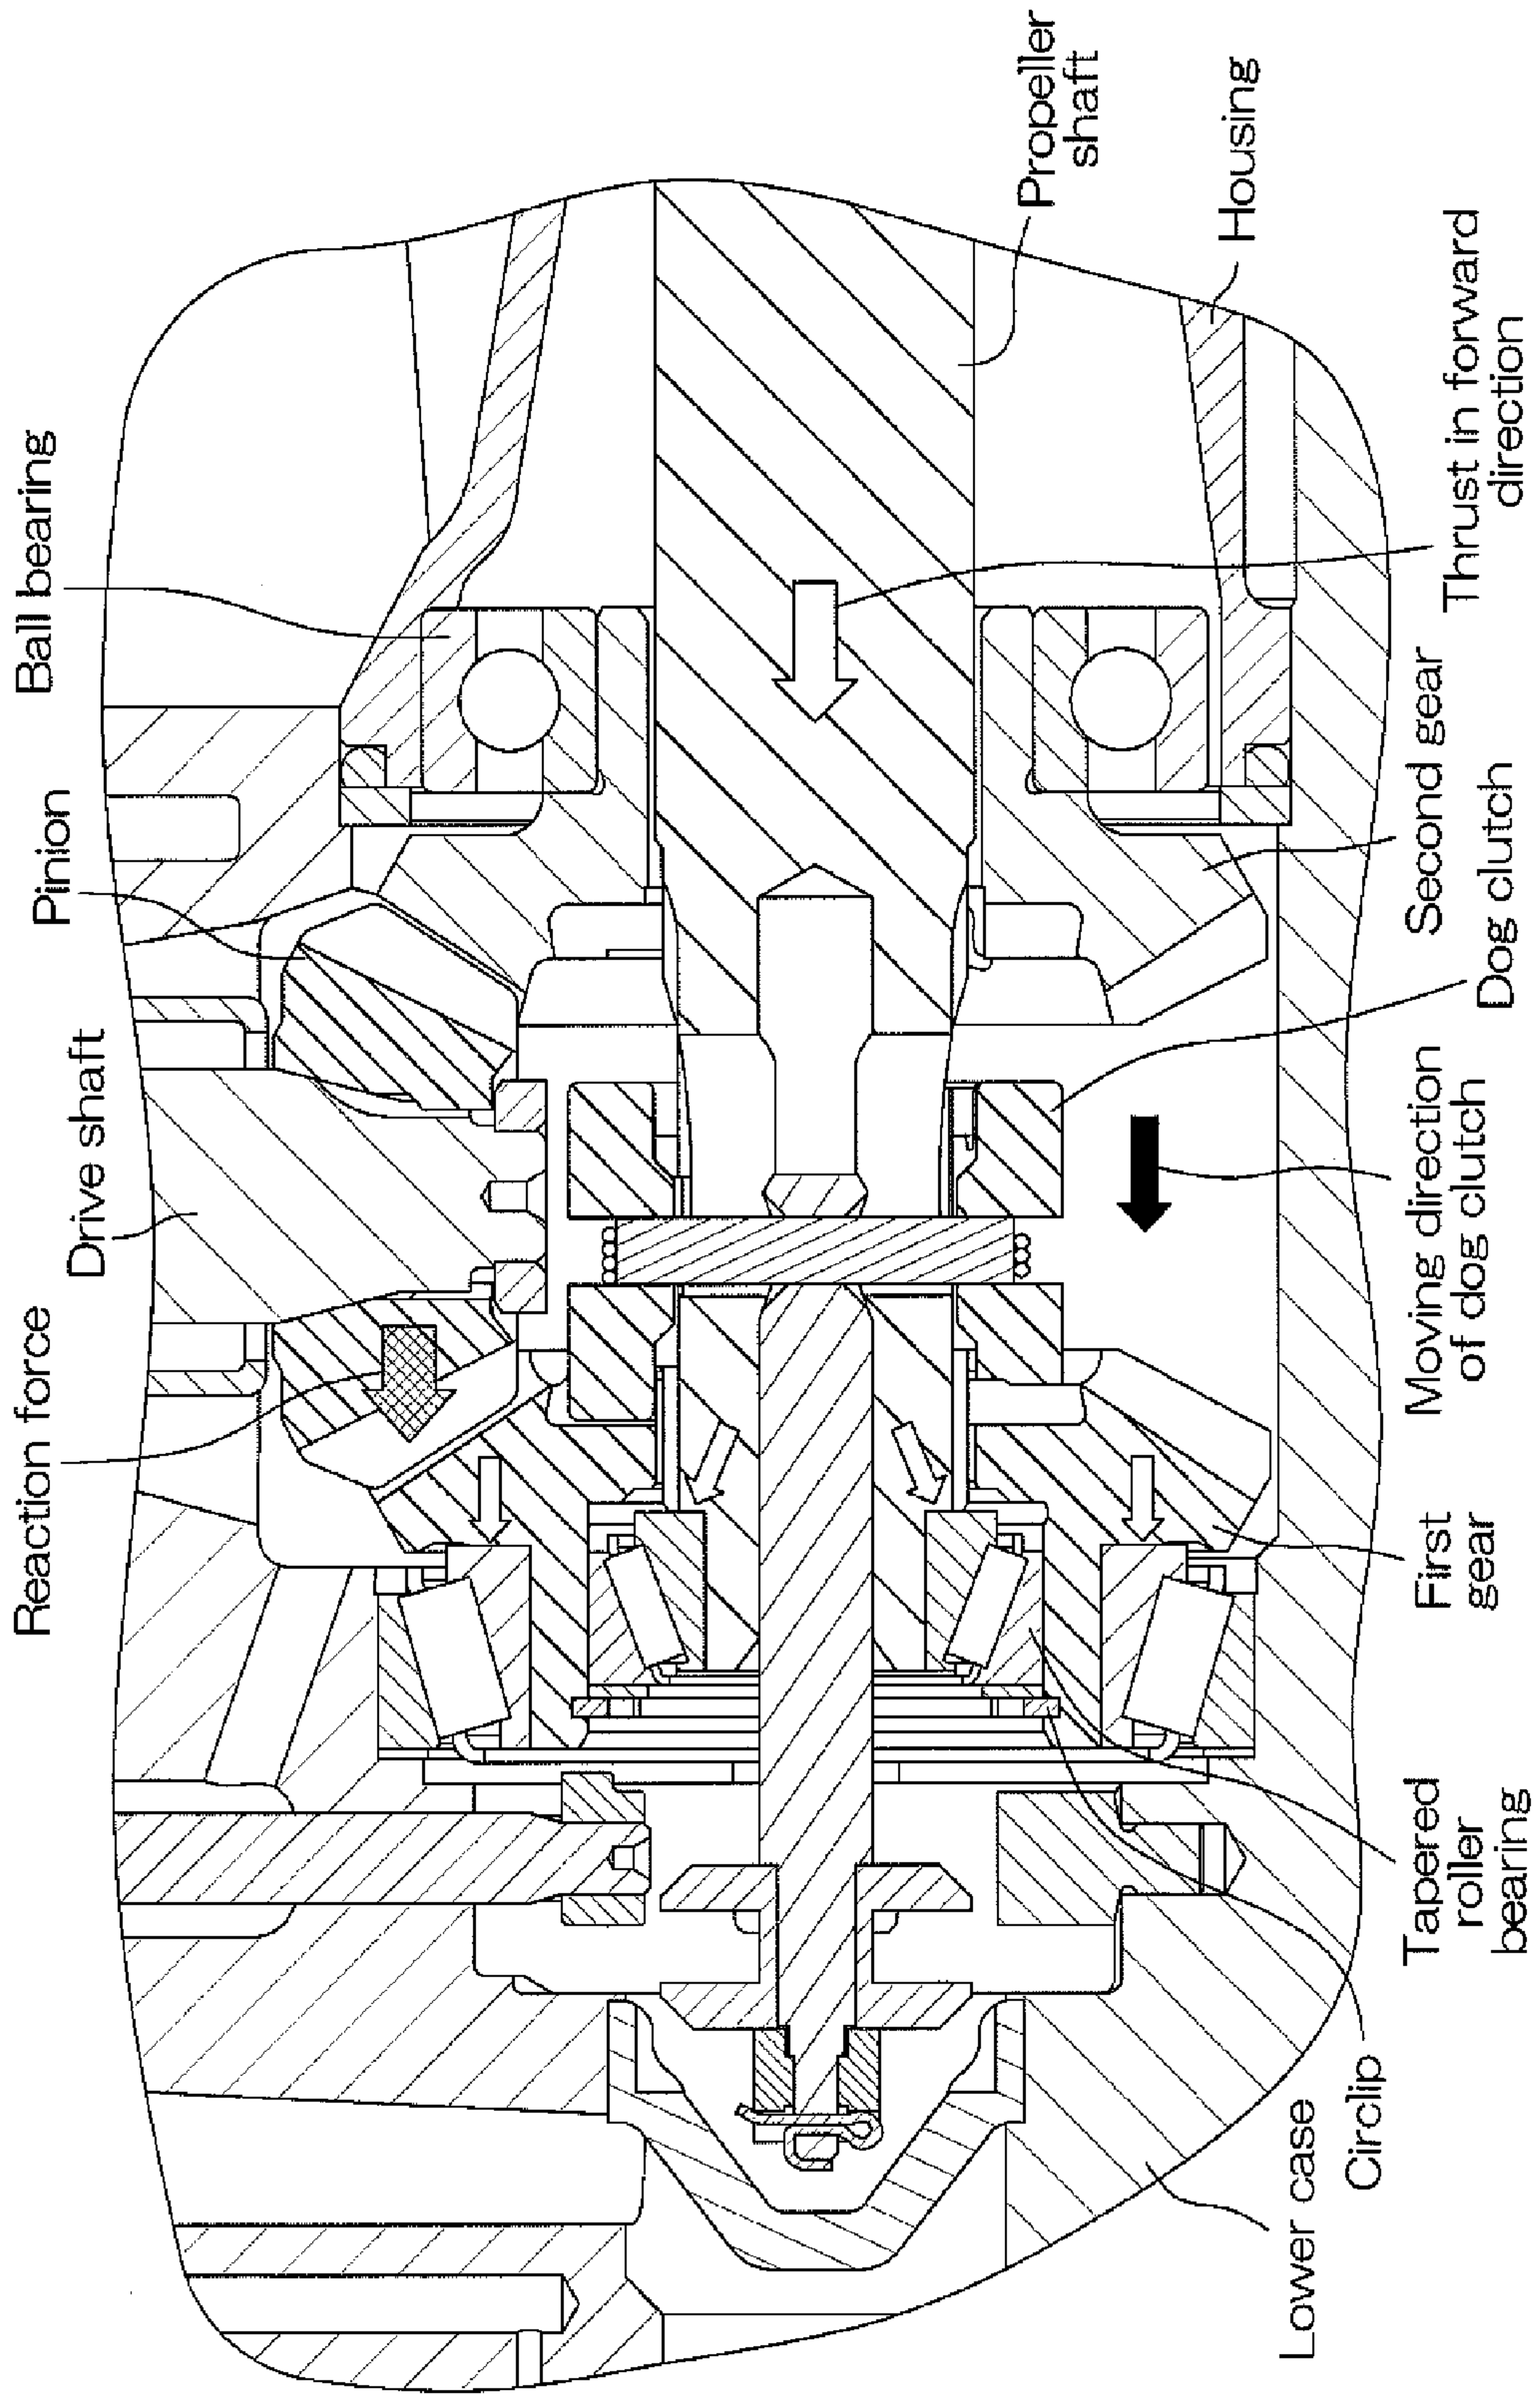 Reaction force
Drive shaft
Pinion
Ball bearing
Lower case
Circlip
Tapered
roller
bearing
First
gear
Moving direction
of dog clutch
Dog clutch
Second gear
Thrust in forward
direction
Housing
Propeller
shaft